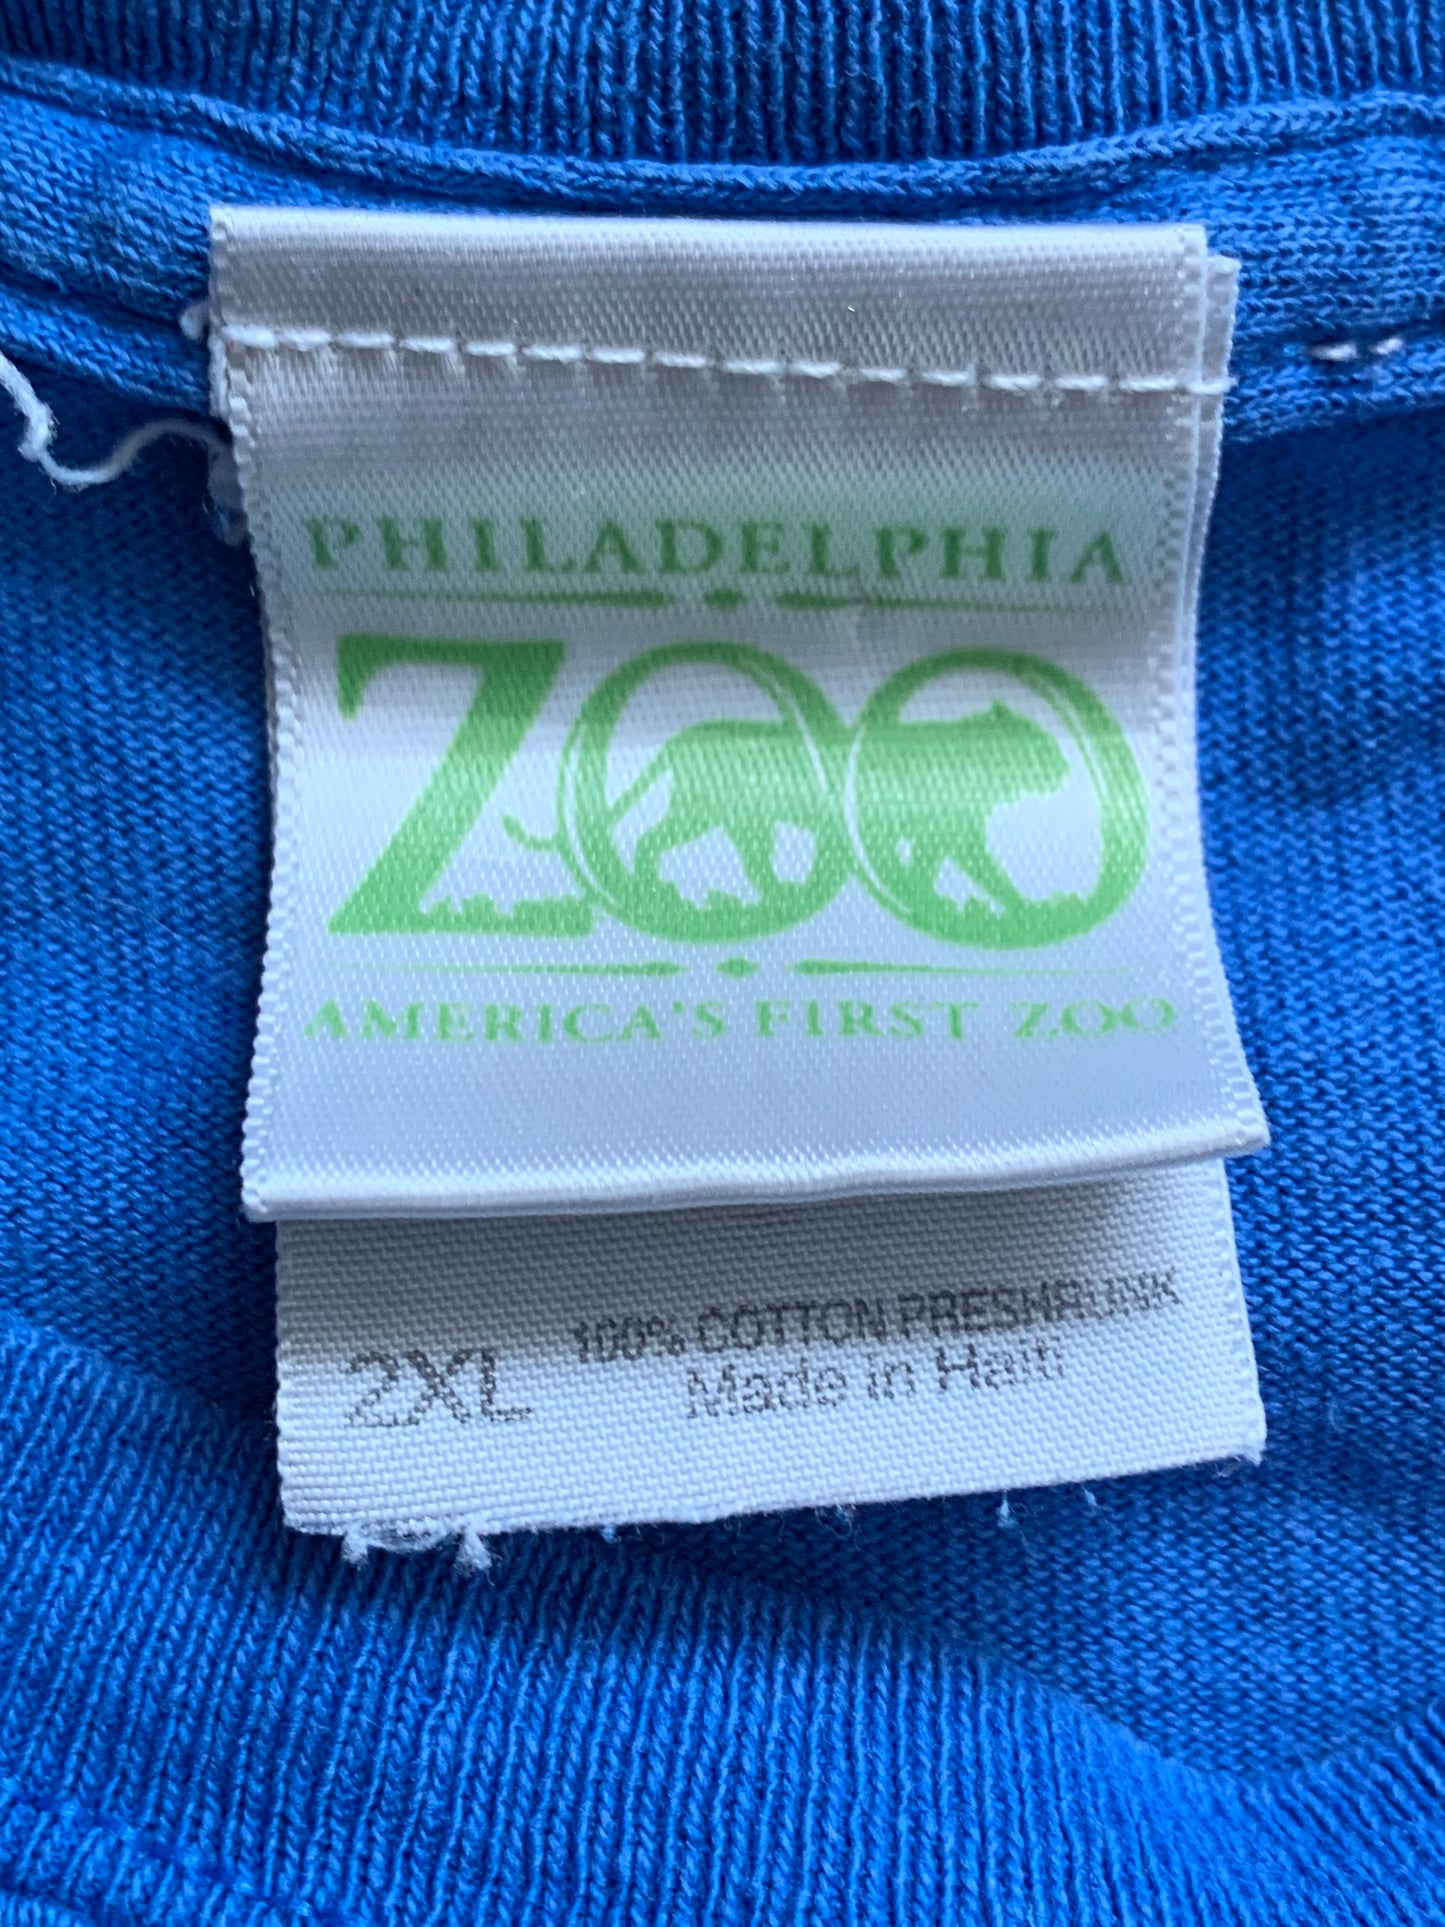 PHILADELPHIA
ZOO
AMERICA'S FIRST ZOO
100% COTTON PRESHRUNK
2XL Made in Haiti